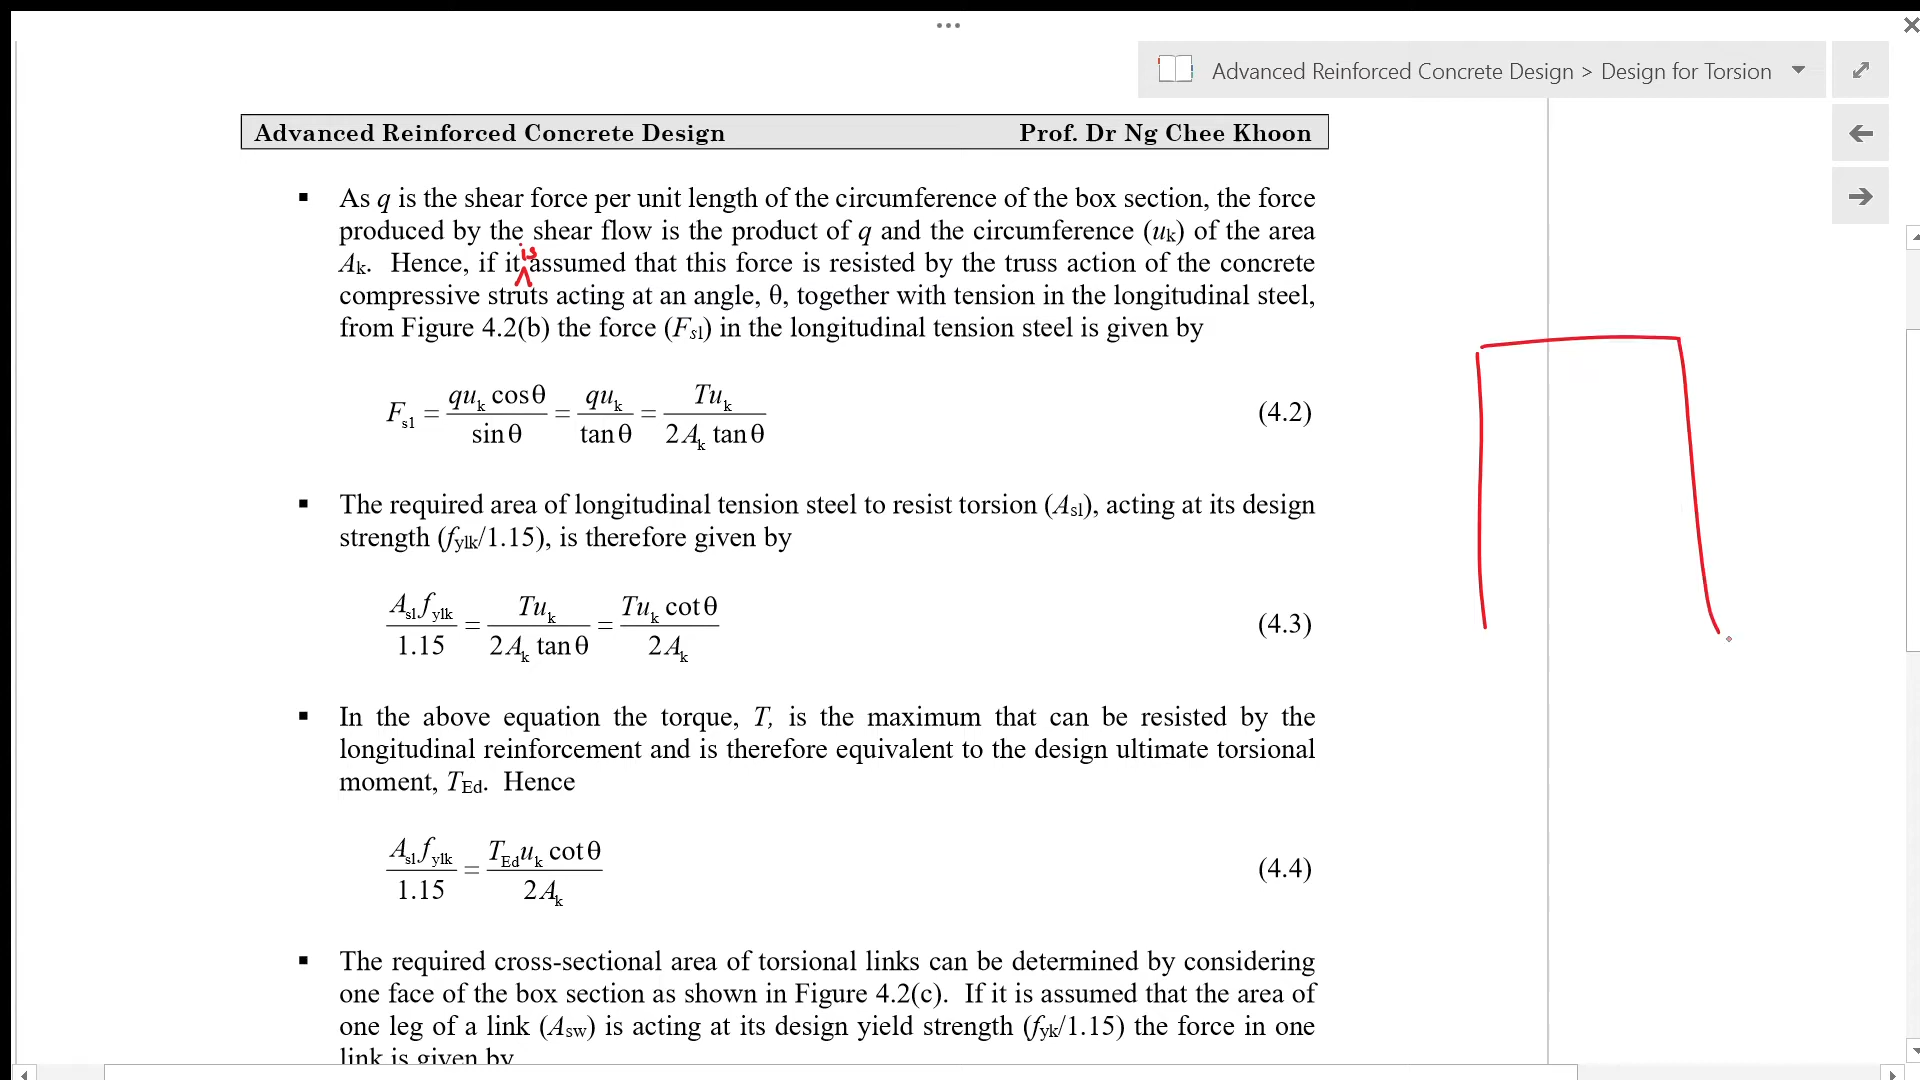 Advanced Reinforced Concrete Design > Design for Torsion
Advanced Reinforced Concrete Design Prof. Dr Ng Chee Khoon
▪ As q is the shear force per unit length of the circumference of the box section, the force
produced by the shear flow is the product of q and the circumference (uk) of the area
is
Ak. Hence, if it assumed that this force is resisted by the truss action of the concrete
compressive struts acting at an angle, θ, together with tension in the longitudinal steel,
from Figure 4.2(b) the force (Fsl) in the longitudinal tension steel is given by
Fsl = quk cosθ / sinθ = quk / tanθ = Tuk / 2Ak tanθ (4.2)
▪ The required area of longitudinal tension steel to resist torsion (Asl), acting at its design
strength (fylk/1.15), is therefore given by
Asl fylk / 1.15 = Tuk / 2Ak tanθ = Tuk cotθ / 2Ak (4.3)
▪ In the above equation the torque, T, is the maximum that can be resisted by the
longitudinal reinforcement and is therefore equivalent to the design ultimate torsional
moment, TEd. Hence
Asl fylk / 1.15 = TEd uk cotθ / 2Ak (4.4)
▪ The required cross-sectional area of torsional links can be determined by considering
one face of the box section as shown in Figure 4.2(c). If it is assumed that the area of
one leg of a link (Asw) is acting at its design yield strength (fyk/1.15) the force in one
link is given by